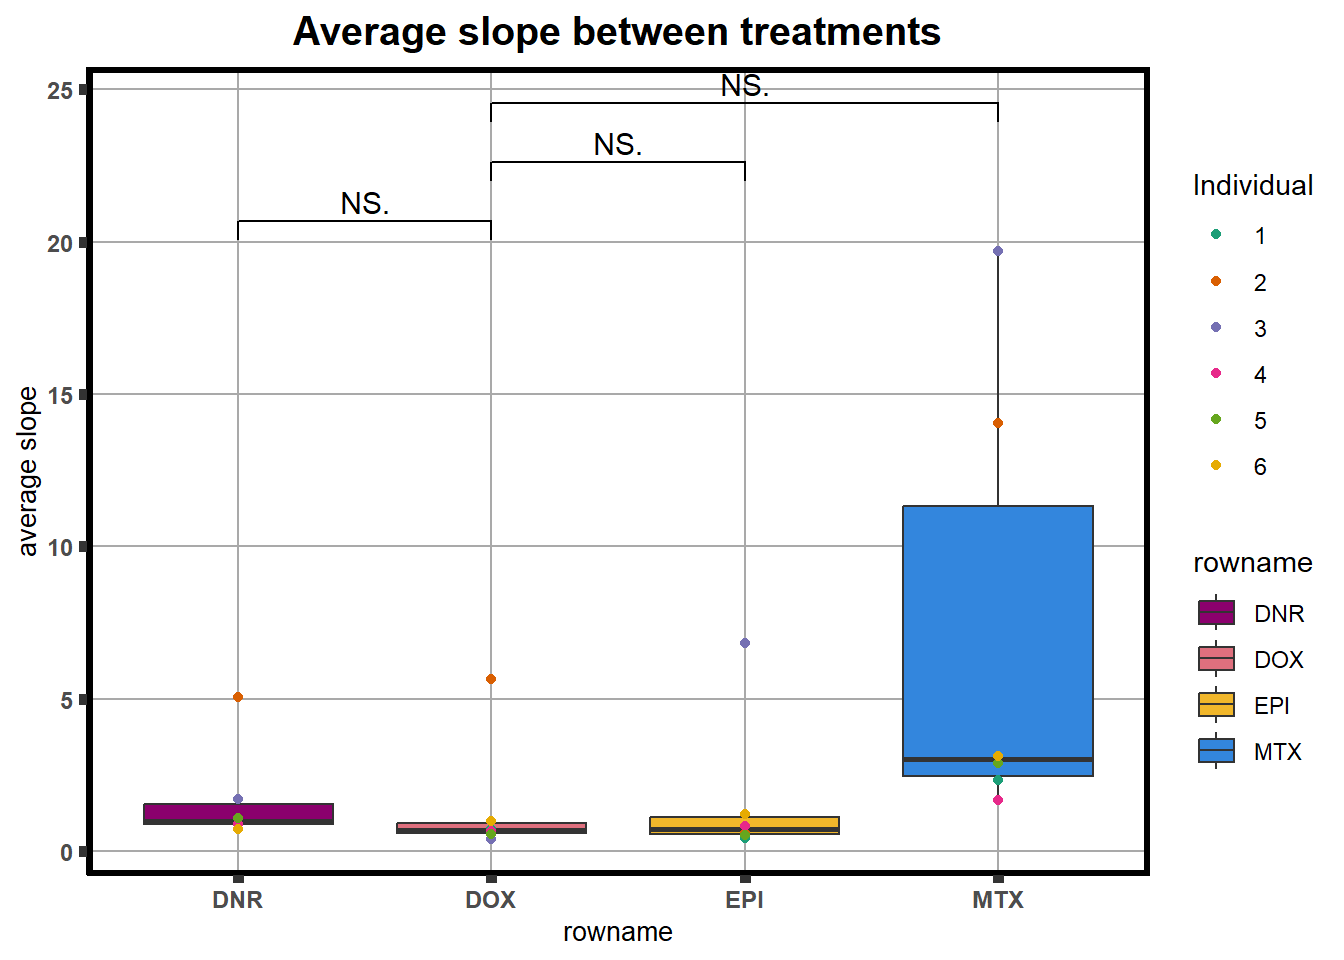 Average slope between treatments
NS.
NS.
NS.
25
20
15
10
5
0
average slope
DNR
DOX
EPI
MTX
rowname
Individual
1
2
3
4
5
6
rowname
DNR
DOX
EPI
MTX